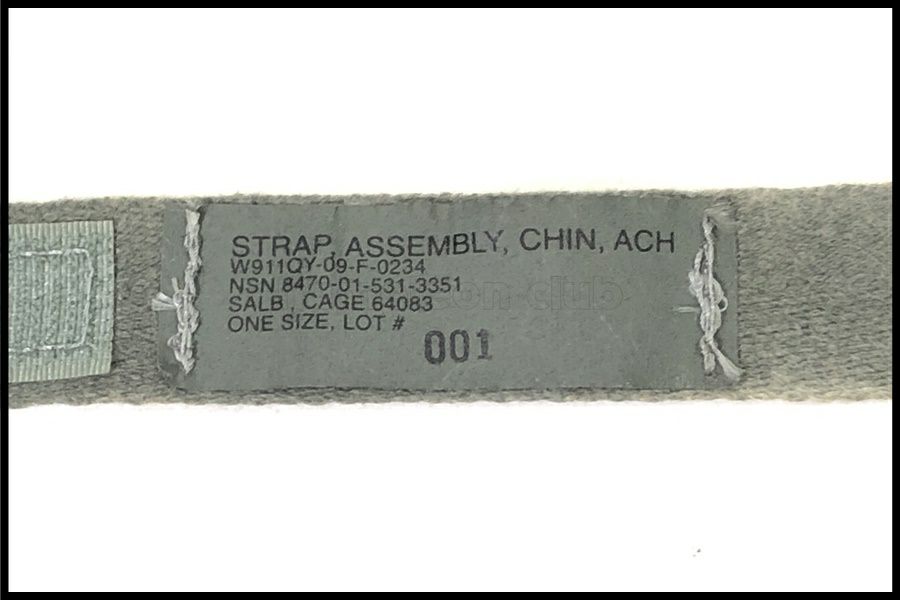 STRAP, ASSEMBLY, CHIN, ACH
W911QY-09-F-0234
NSN 8470-01-531-3351
SALB , CAGE 64083
ONE SIZE, LOT #
001